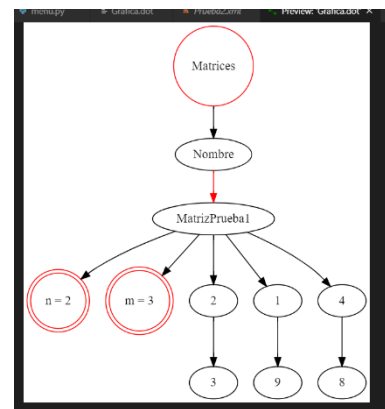 menu.py Grafica.dot Prueba2.xml Preview: 'Grafica.dot' ×
Matrices
Nombre
MatrizPrueba1
n = 2 m = 3 2 1 4
3 9 8